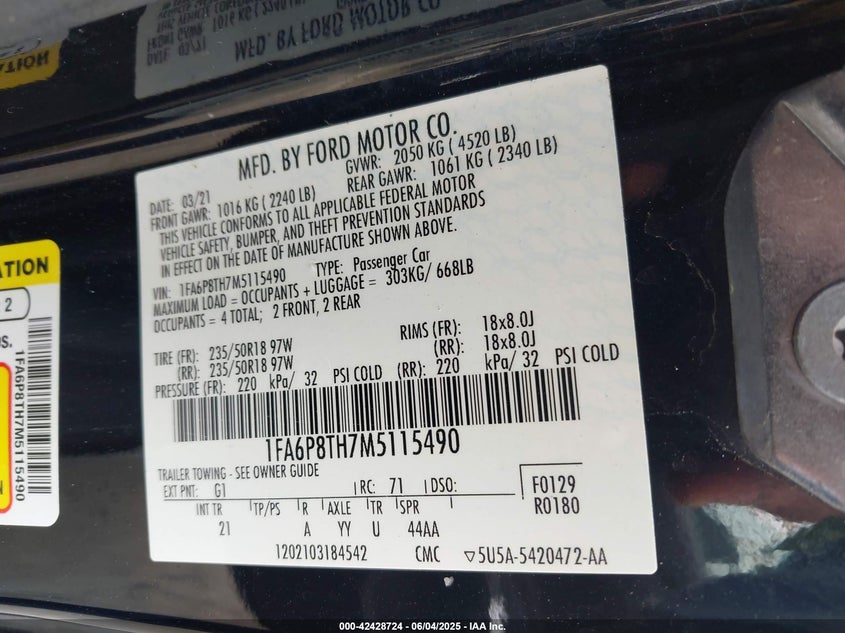 MFD. BY FORD MOTOR CO.
DATE: 03/21 GVWR: 2050 KG ( 4520 LB)
FRONT GAWR: 1016 KG ( 2240 LB) REAR GAWR: 1061 KG ( 2340 LB)
THIS VEHICLE CONFORMS TO ALL APPLICABLE FEDERAL MOTOR
VEHICLE SAFETY, BUMPER, AND THEFT PREVENTION STANDARDS
IN EFFECT ON THE DATE OF MANUFACTURE SHOWN ABOVE.
VIN: 1FA6P8TH7M5115490 TYPE: Passenger Car
MAXIMUM LOAD = OCCUPANTS + LUGGAGE = 303KG/ 668LB
OCCUPANTS = 4 TOTAL; 2 FRONT, 2 REAR
TIRE (FR): 235/50R18 97W RIMS (FR): 18x8.0J
(RR): 235/50R18 97W (RR): 18x8.0J
PRESSURE (FR): 220 kPa/ 32 PSI COLD (RR): 220 kPa/ 32 PSI COLD
1FA6P8TH7M5115490
TRAILER TOWING - SEE OWNER GUIDE
EXT PNT: G1 RC: 71 DSO: F0129
R0180
INT TR TP/PS R AXLE TR SPR
21 A YY U 44AA
1202103184542 CMC ▽5U5A-5420472-AA
ATION
2
1FA6P8TH7M5115490
000-42428724 - 06/04/2025 - IAA Inc.